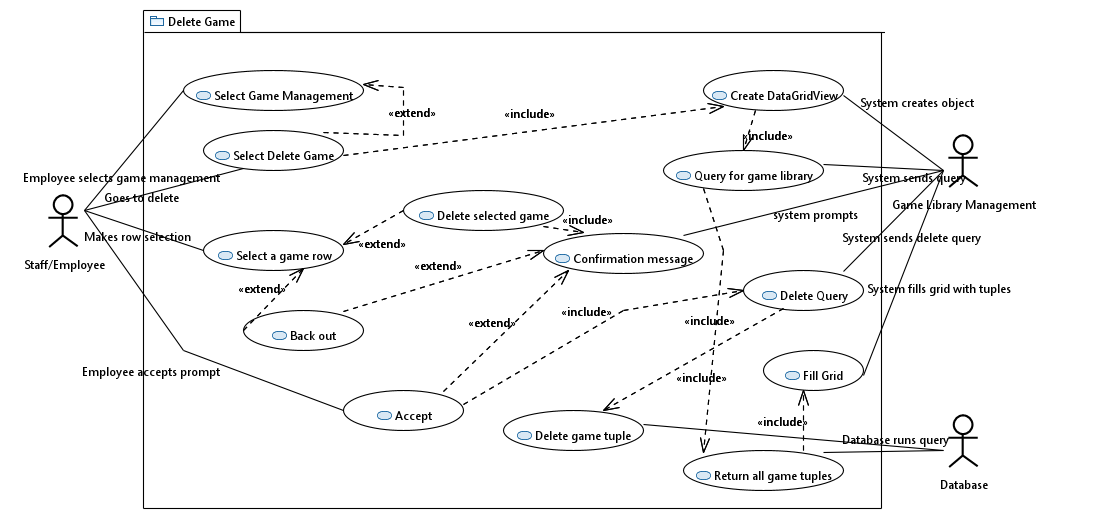 Delete Game
Select Game Management
«extend»
Select Delete Game
«include»
Create DataGridView
System creates object
«include»
Query for game library
System sends query
Game Library Management
Employee selects game management
Goes to delete
Makes row selection
Staff/Employee
Delete selected game
«include»
system prompts
«extend»
Select a game row
Confirmation message
System sends delete query
«extend»
«extend»
Delete Query
System fills grid with tuples
Back out
«extend»
«include»
«include»
Employee accepts prompt
Accept
«include»
Fill Grid
Delete game tuple
«include»
Database runs query
Return all game tuples
Database